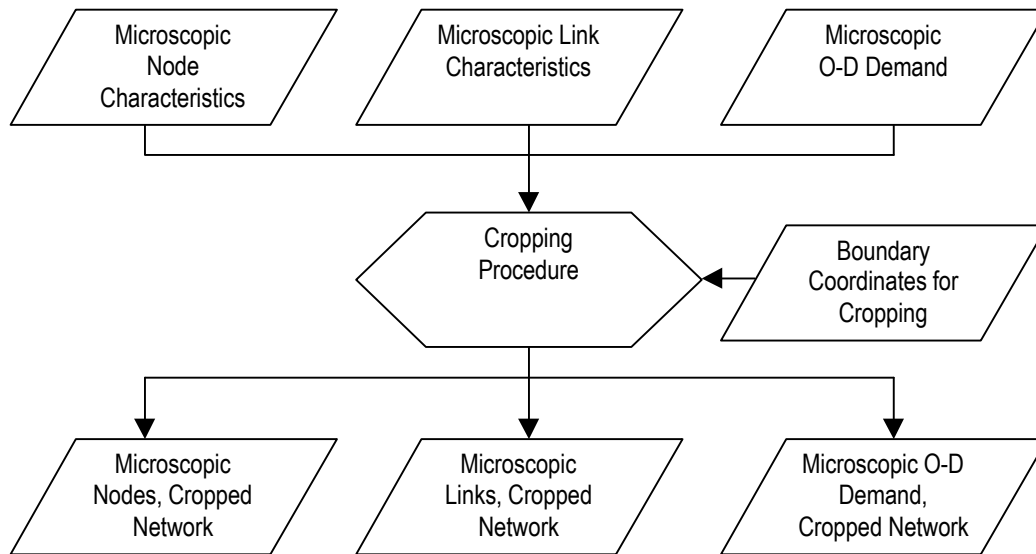 Microscopic
Node
Characteristics
Microscopic Link
Characteristics
Microscopic
O-D Demand
Cropping
Procedure
Boundary
Coordinates for
Cropping
Microscopic
Nodes, Cropped
Network
Microscopic
Links, Cropped
Network
Microscopic O-D
Demand,
Cropped Network